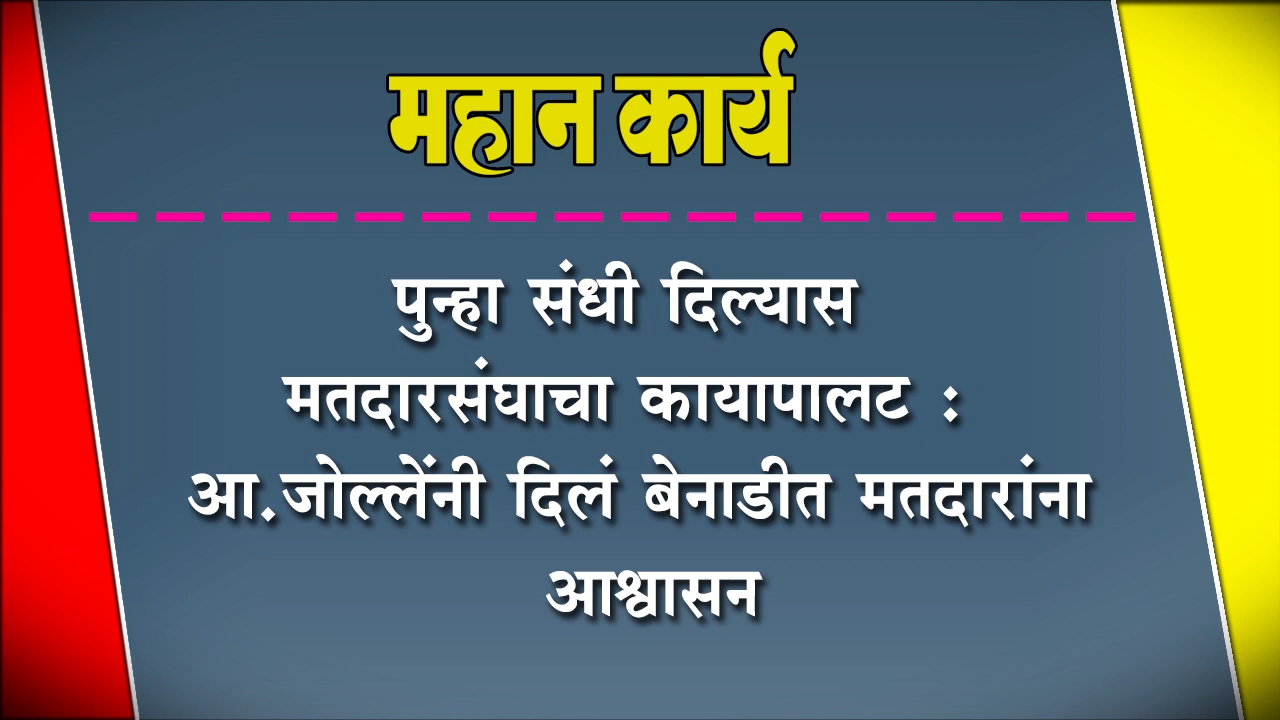 महान कार्य
पुन्हा संधी दिल्यास
मतदारसंघाचा कायापालट :
आ.जोल्लेंनी दिलं बेनाडीत मतदारांना
आश्वासन